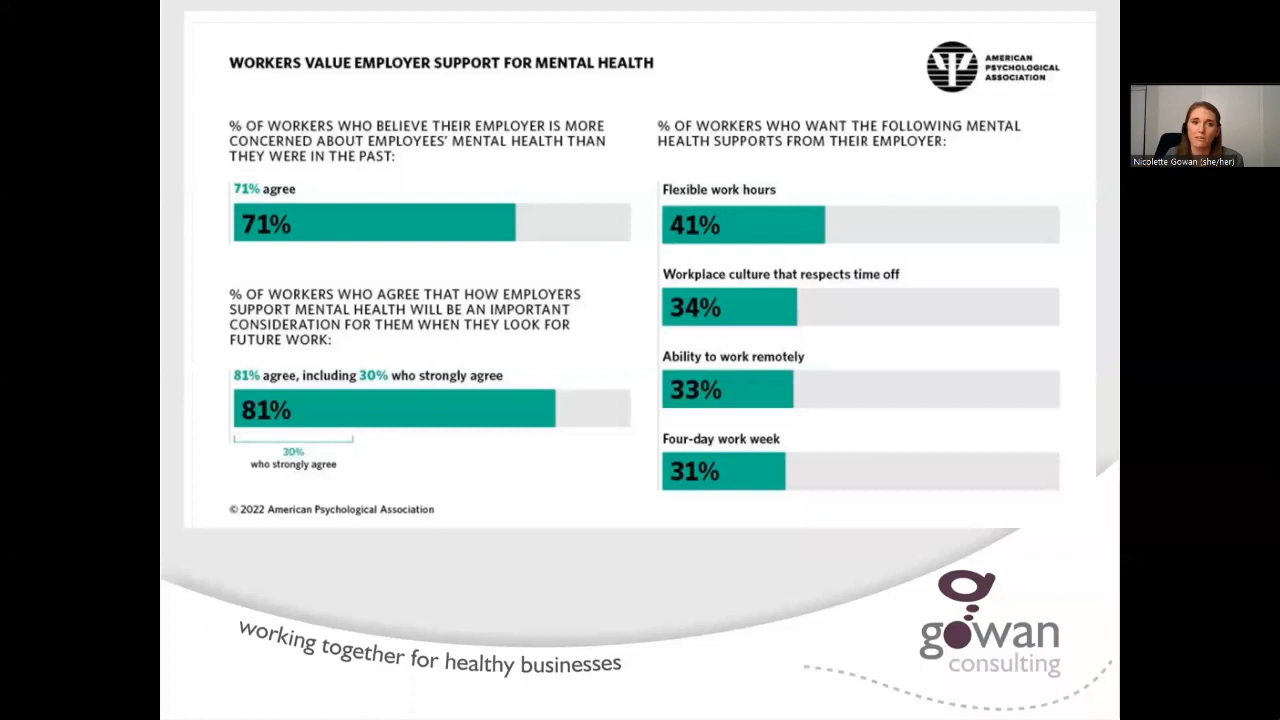 WORKERS VALUE EMPLOYER SUPPORT FOR MENTAL HEALTH
AMERICAN
PSYCHOLOGICAL
ASSOCIATION
% OF WORKERS WHO BELIEVE THEIR EMPLOYER IS MORE
CONCERNED ABOUT EMPLOYEES' MENTAL HEALTH THAN
THEY WERE IN THE PAST:
71% agree
71%
% OF WORKERS WHO AGREE THAT HOW EMPLOYERS
SUPPORT MENTAL HEALTH WILL BE AN IMPORTANT
CONSIDERATION FOR THEM WHEN THEY LOOK FOR
FUTURE WORK:
81% agree, including 30% who strongly agree
81%
30%
who strongly agree
% OF WORKERS WHO WANT THE FOLLOWING MENTAL
HEALTH SUPPORTS FROM THEIR EMPLOYER:
Flexible work hours
41%
Workplace culture that respects time off
34%
Ability to work remotely
33%
Four-day work week
31%
© 2022 American Psychological Association
Nicolette Gowan (she/her)
working together for healthy businesses
gowan
consulting